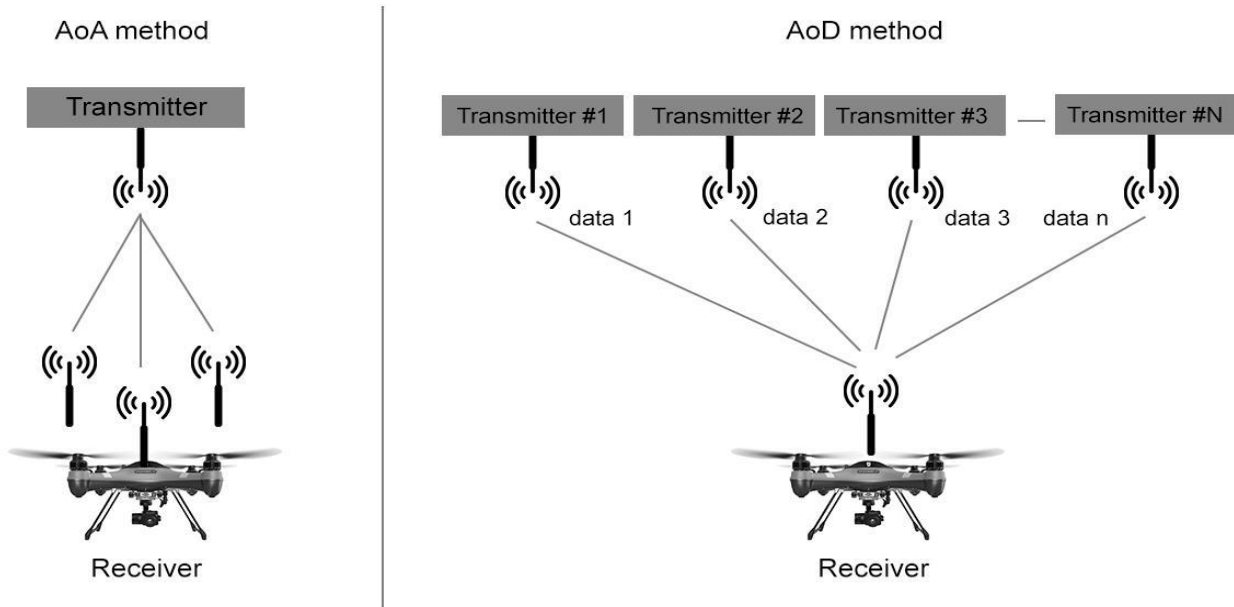 AoA method
Transmitter
Receiver
AoD method
Transmitter #1
Transmitter #2
Transmitter #3
Transmitter #N
data 1
data 2
data 3
data n
Receiver